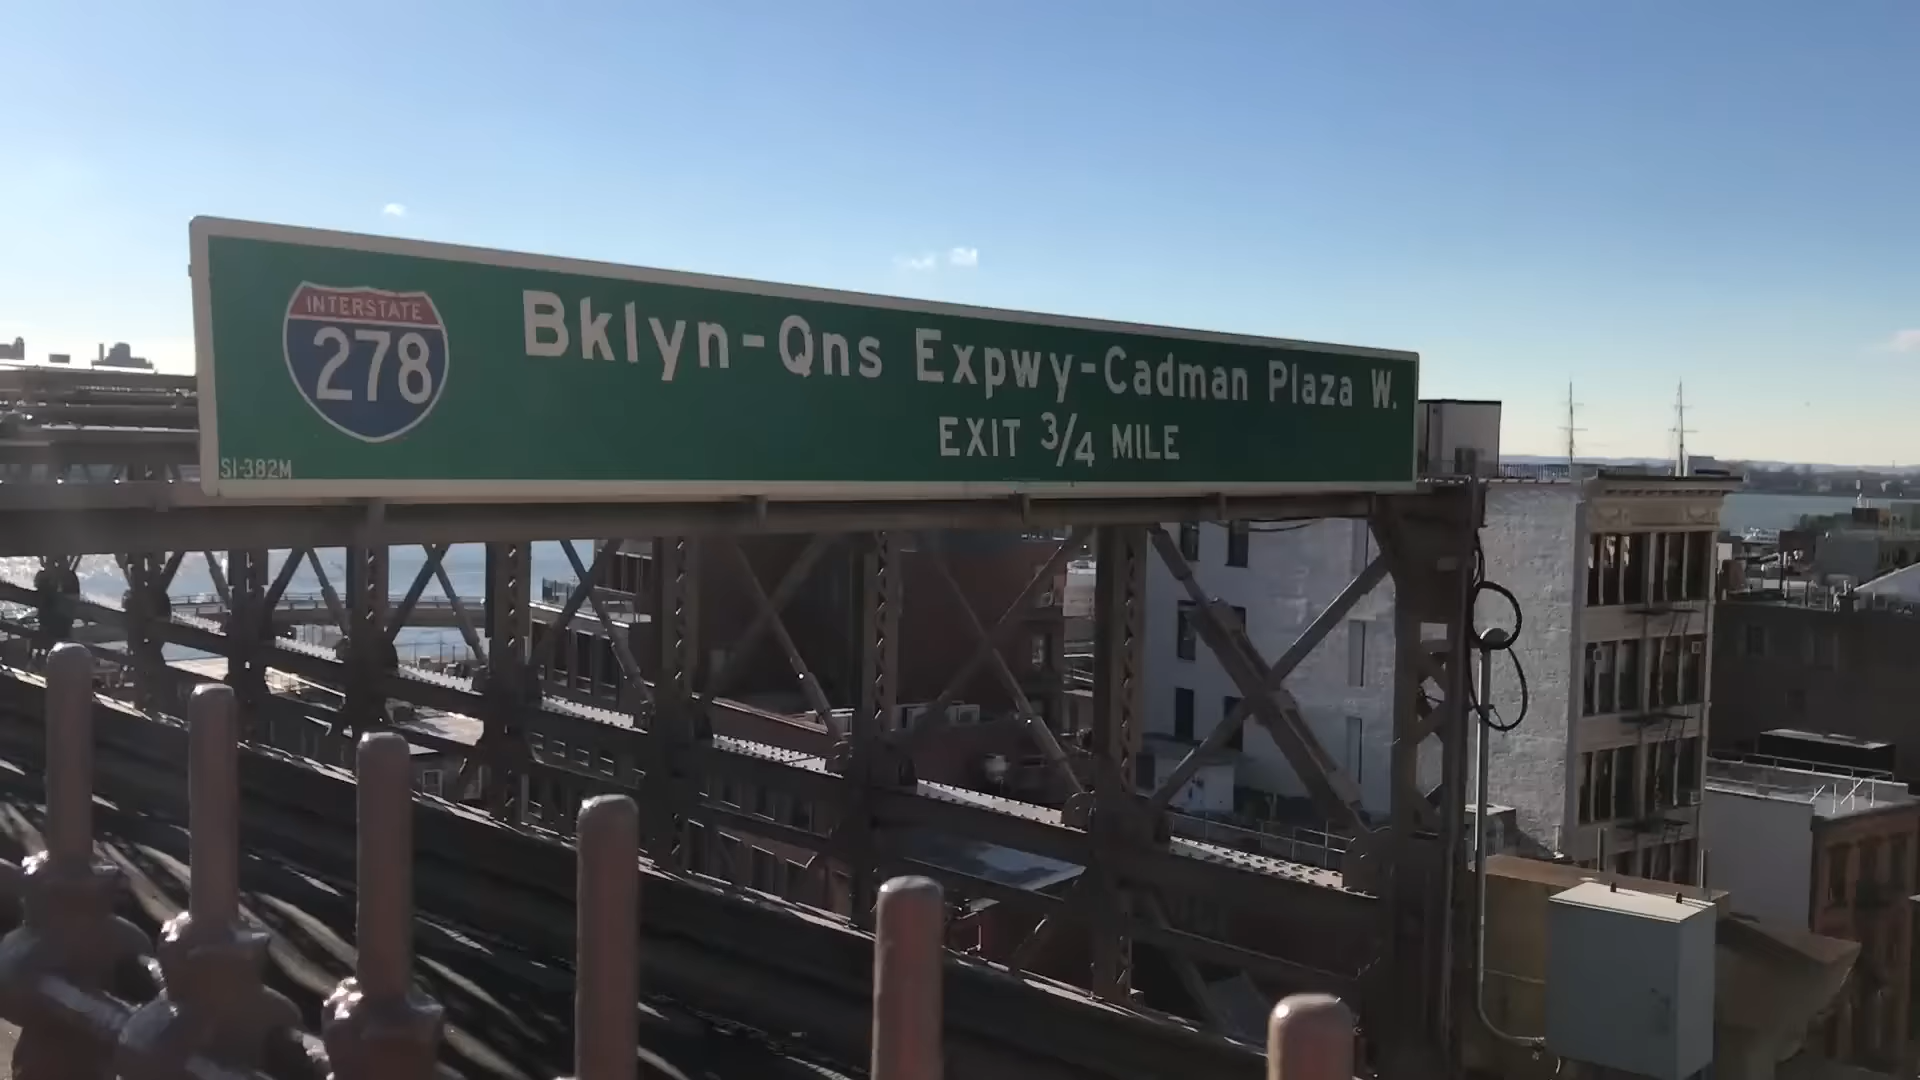 INTERSTATE
278
Bklyn-Qns Expwy-Cadman Plaza W.
EXIT 3/4 MILE
SI-382M